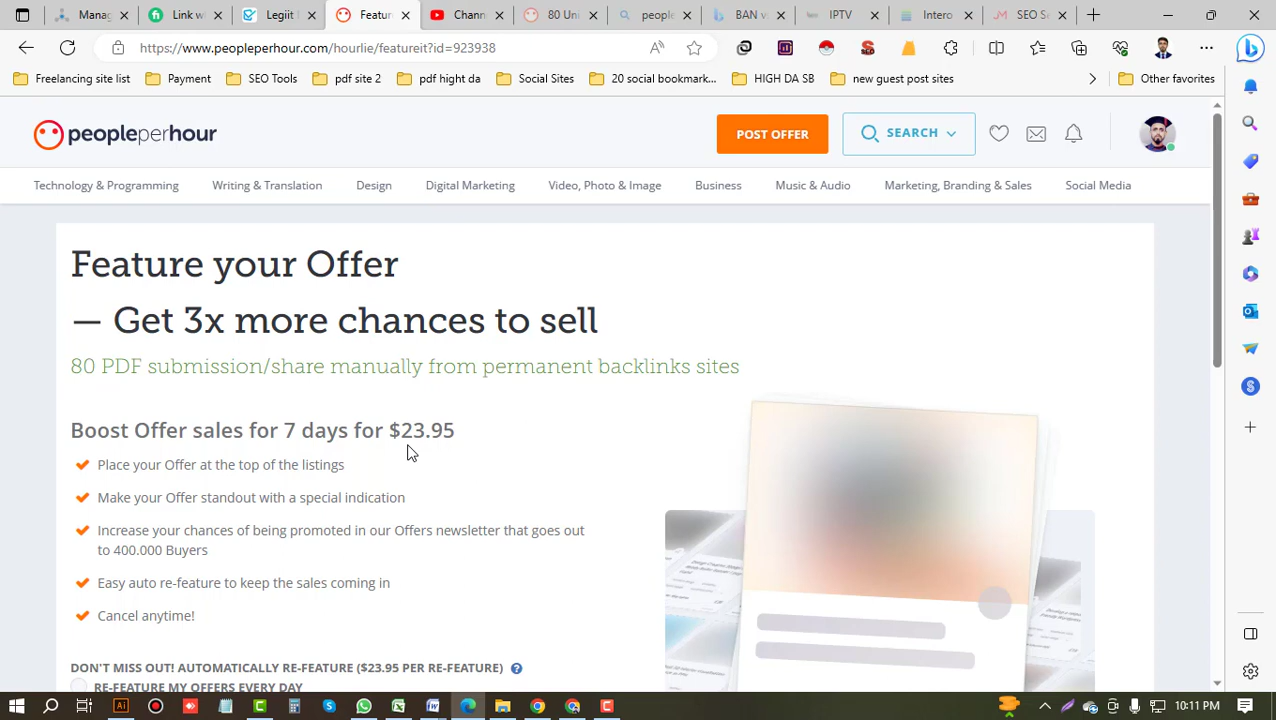 Manag
Link w
Legiit
Featur
Chann
80 Uni
people
BAN v
IPTV
Intero
SEO Se
https://www.peopleperhour.com/hourlie/featureit?id=923938
Freelancing site list
Payment
SEO Tools
pdf site 2
pdf hight da
Social Sites
20 social bookmark...
HIGH DA SB
new guest post sites
Other favorites
peopleperhour
POST OFFER
SEARCH
Technology & Programming
Writing & Translation
Design
Digital Marketing
Video, Photo & Image
Business
Music & Audio
Marketing, Branding & Sales
Social Media
Feature your Offer
— Get 3x more chances to sell
80 PDF submission/share manually from permanent backlinks sites
Boost Offer sales for 7 days for $23.95
Place your Offer at the top of the listings
Make your Offer standout with a special indication
Increase your chances of being promoted in our Offers newsletter that goes out
to 400.000 Buyers
Easy auto re-feature to keep the sales coming in
Cancel anytime!
DON'T MISS OUT! AUTOMATICALLY RE-FEATURE ($23.95 PER RE-FEATURE)
RE-FEATURE MY OFFERS EVERY DAY
10:11 PM